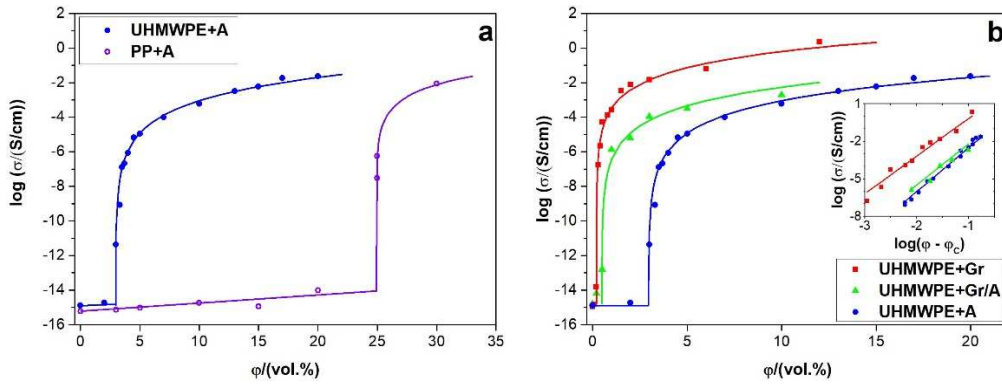 UHMWPE+A
PP+A
a
2
0
-2
-4
-6
-8
-10
-12
-14
-16
log (σ/(S/cm))
0 5 10 15 20 25 30 35
φ/(vol.%)
b
2
0
-2
-4
-6
-8
-10
-12
-14
-16
log (σ/(S/cm))
0 5 10 15 20
φ/(vol.%)
1
-2
-5
-8
log (σ/(S/cm))
-3 -2 -1
log(φ - φC)
UHMWPE+Gr
UHMWPE+Gr/A
UHMWPE+A